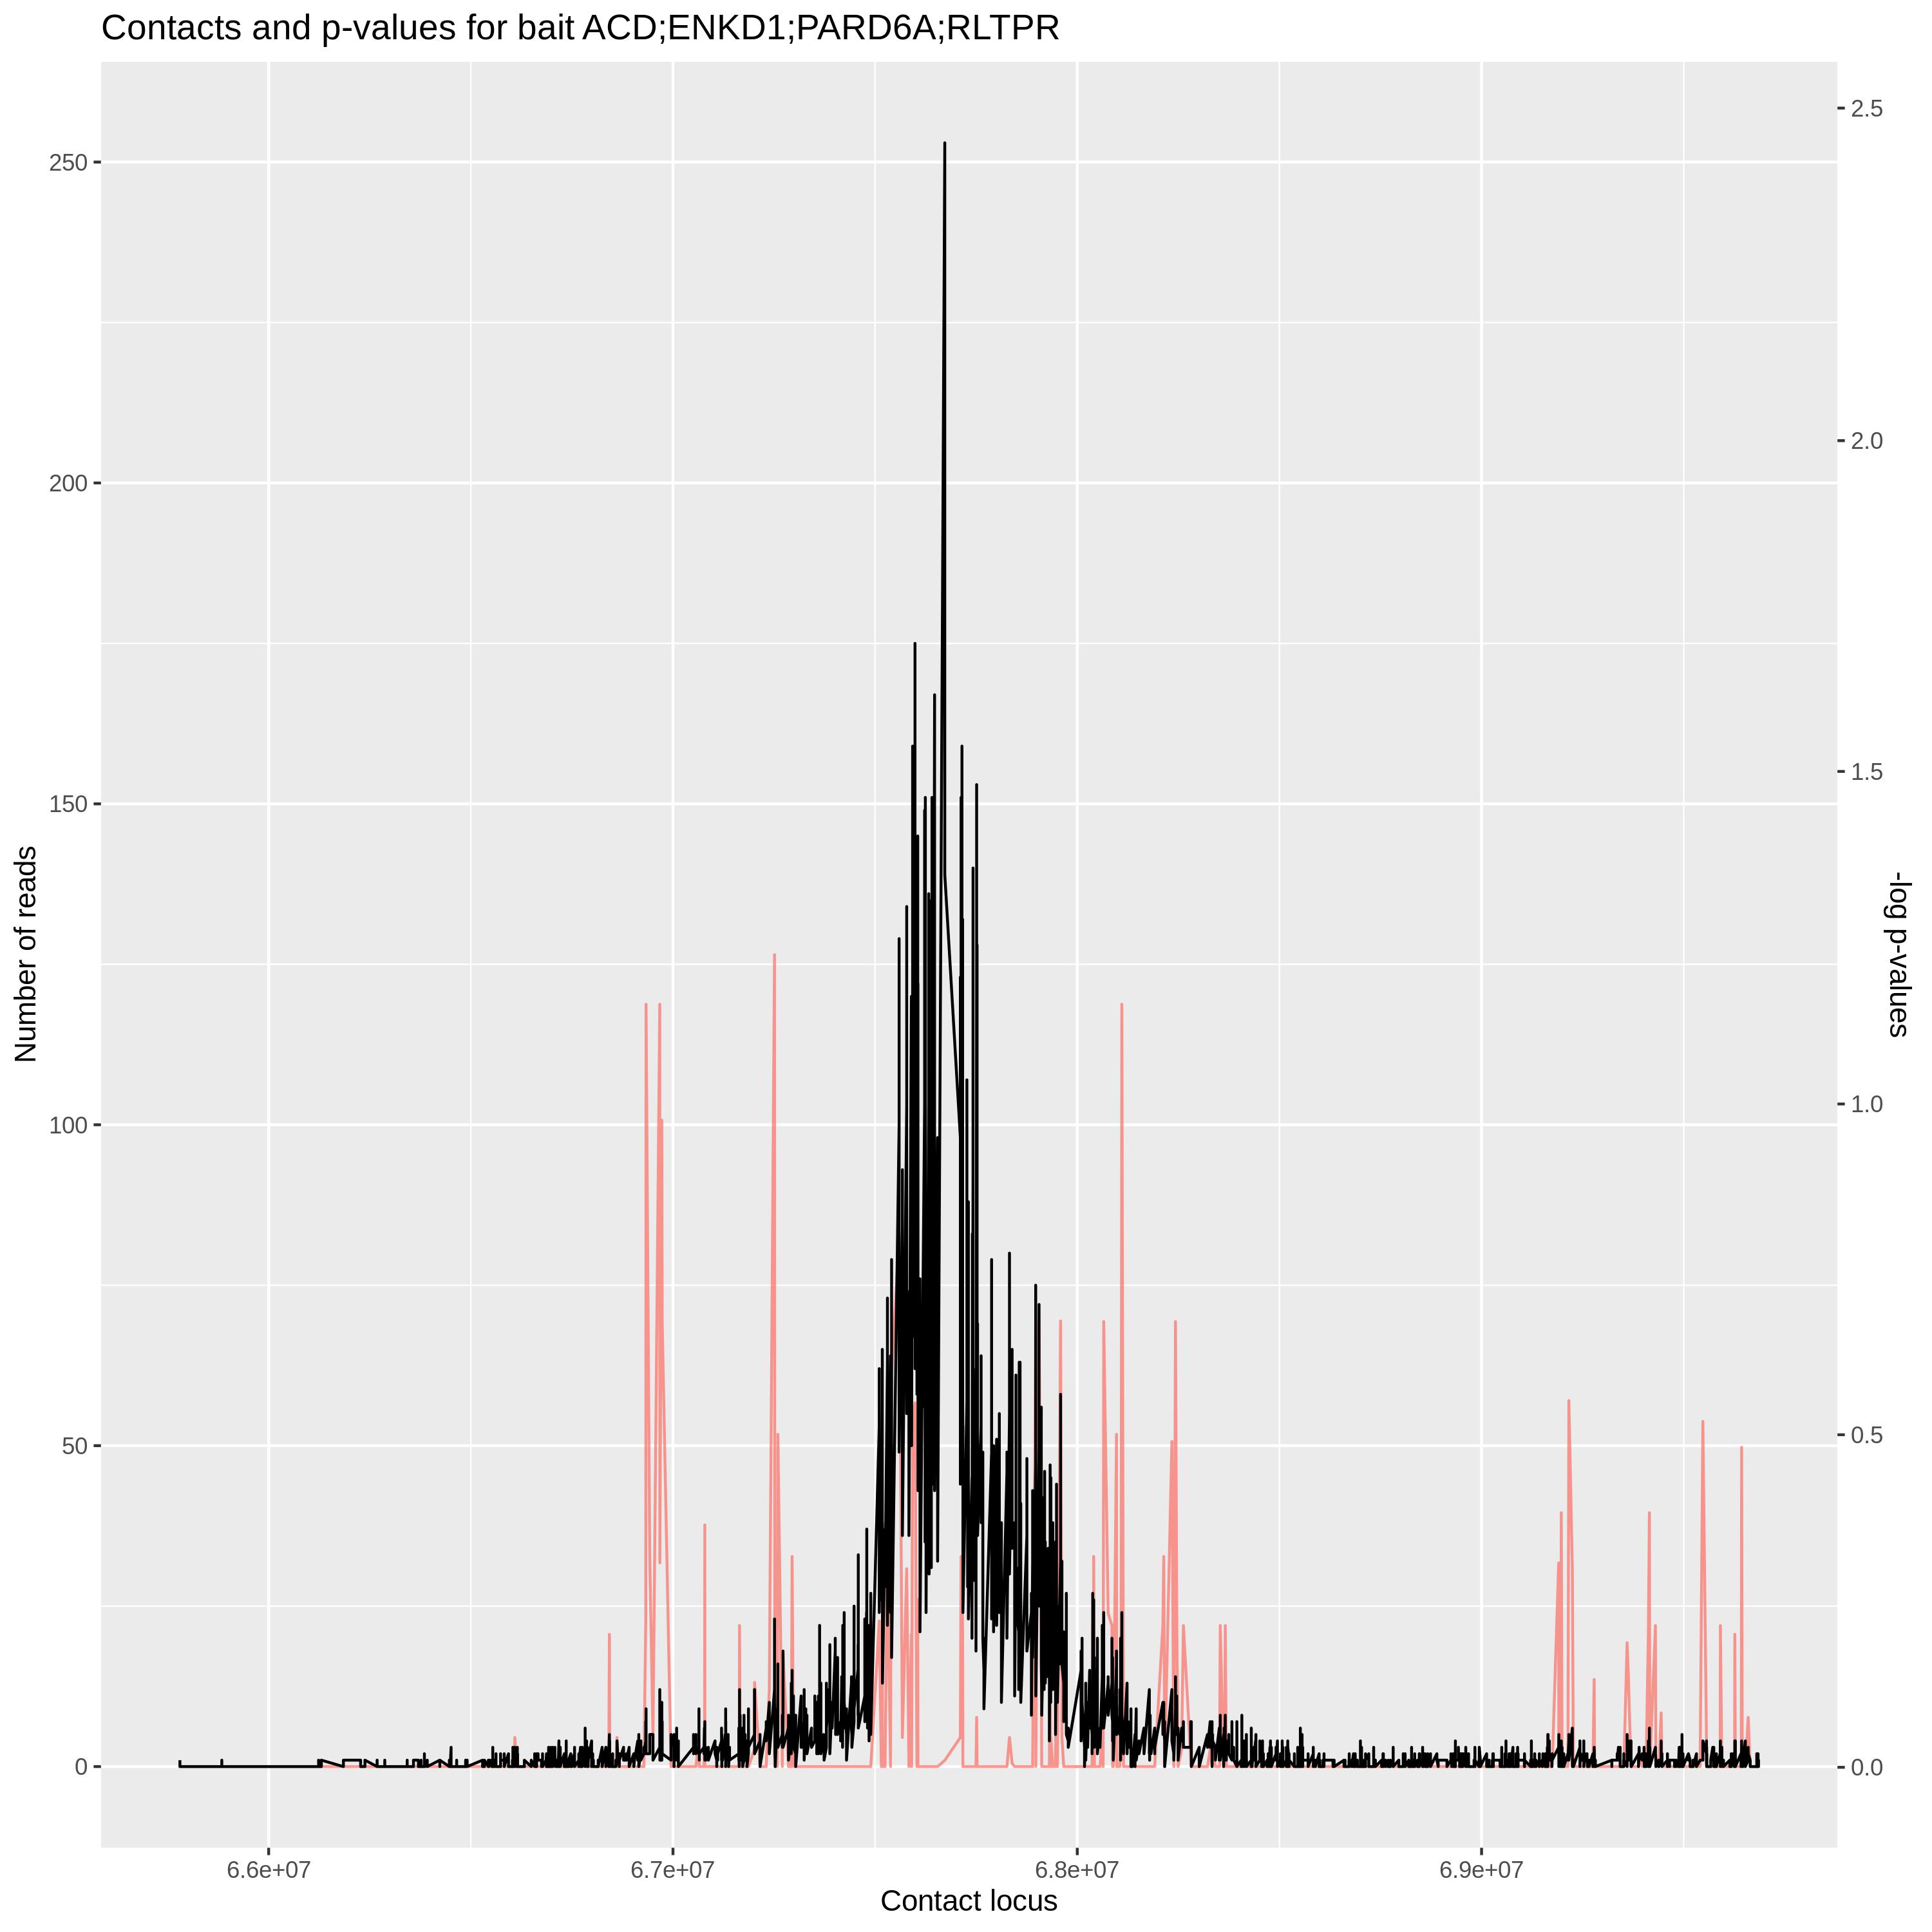 Contacts and p-values for bait ACD;ENKD1;PARD6A;RLTPR
250
200
150
100
50
0
Number of reads
2.5
2.0
1.5
1.0
0.5
0.0
-log p-values
6.6e+07
6.7e+07
6.8e+07
6.9e+07
Contact locus